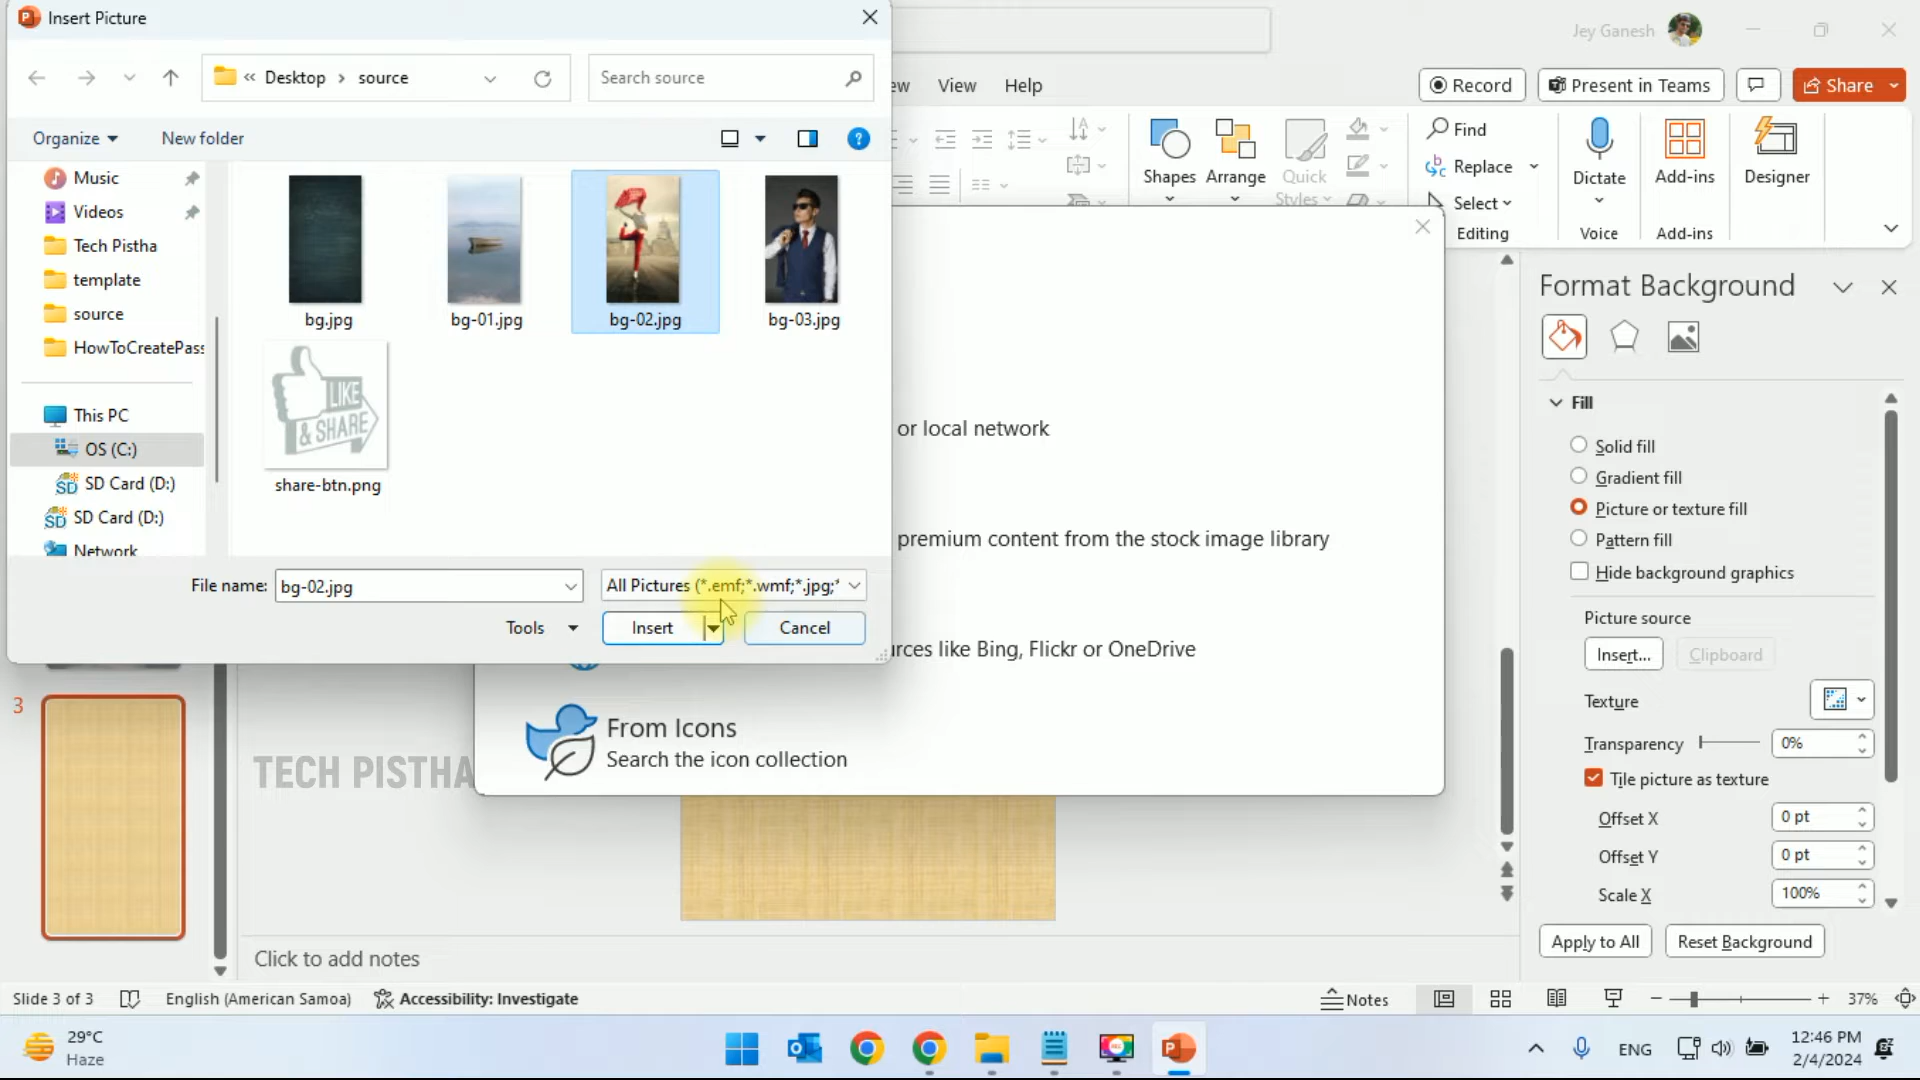 Insert Picture
« Desktop › source
Search source
Organize
New folder
Music
Videos
Tech Pistha
template
source
HowToCreatePass
This PC
OS (C:)
SD Card (D:)
SD Card (D:)
Network
bg.jpg
bg-01.jpg
bg-02.jpg
bg-03.jpg
LIKE
& SHARE
share-btn.png
File name: bg-02.jpg
All Pictures (*.emf;*.wmf;*.jpg;*
Tools
Insert
Cancel
Jey Ganesh
View
Help
Record
Present in Teams
Share
Shapes
Arrange
Quick
Styles
Find
Replace
Select
Editing
Dictate
Voice
Add-ins
Add-ins
Designer
or local network
premium content from the stock image library
urces like Bing, Flickr or OneDrive
From Icons
Search the icon collection
Format Background
Fill
Solid fill
Gradient fill
Picture or texture fill
Pattern fill
Hide background graphics
Picture source
Insert...
Clipboard
Texture
Transparency
0%
Tile picture as texture
Offset X
0 pt
Offset Y
0 pt
Scale X
100%
Apply to All
Reset Background
3
TECH PISTHA
Click to add notes
Slide 3 of 3
English (American Samoa)
Accessibility: Investigate
Notes
37%
29°C
Haze
ENG
12:46 PM
2/4/2024